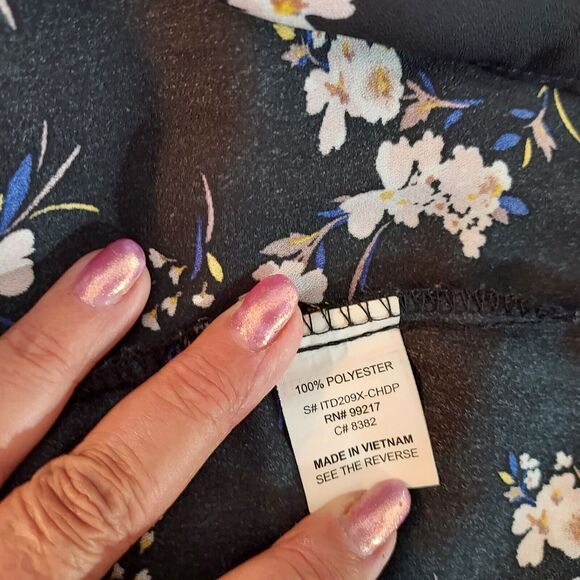 100% POLYESTER
S# ITD209X-CHDP
RN# 99217
C# 8382
MADE IN VIETNAM
SEE THE REVERSE